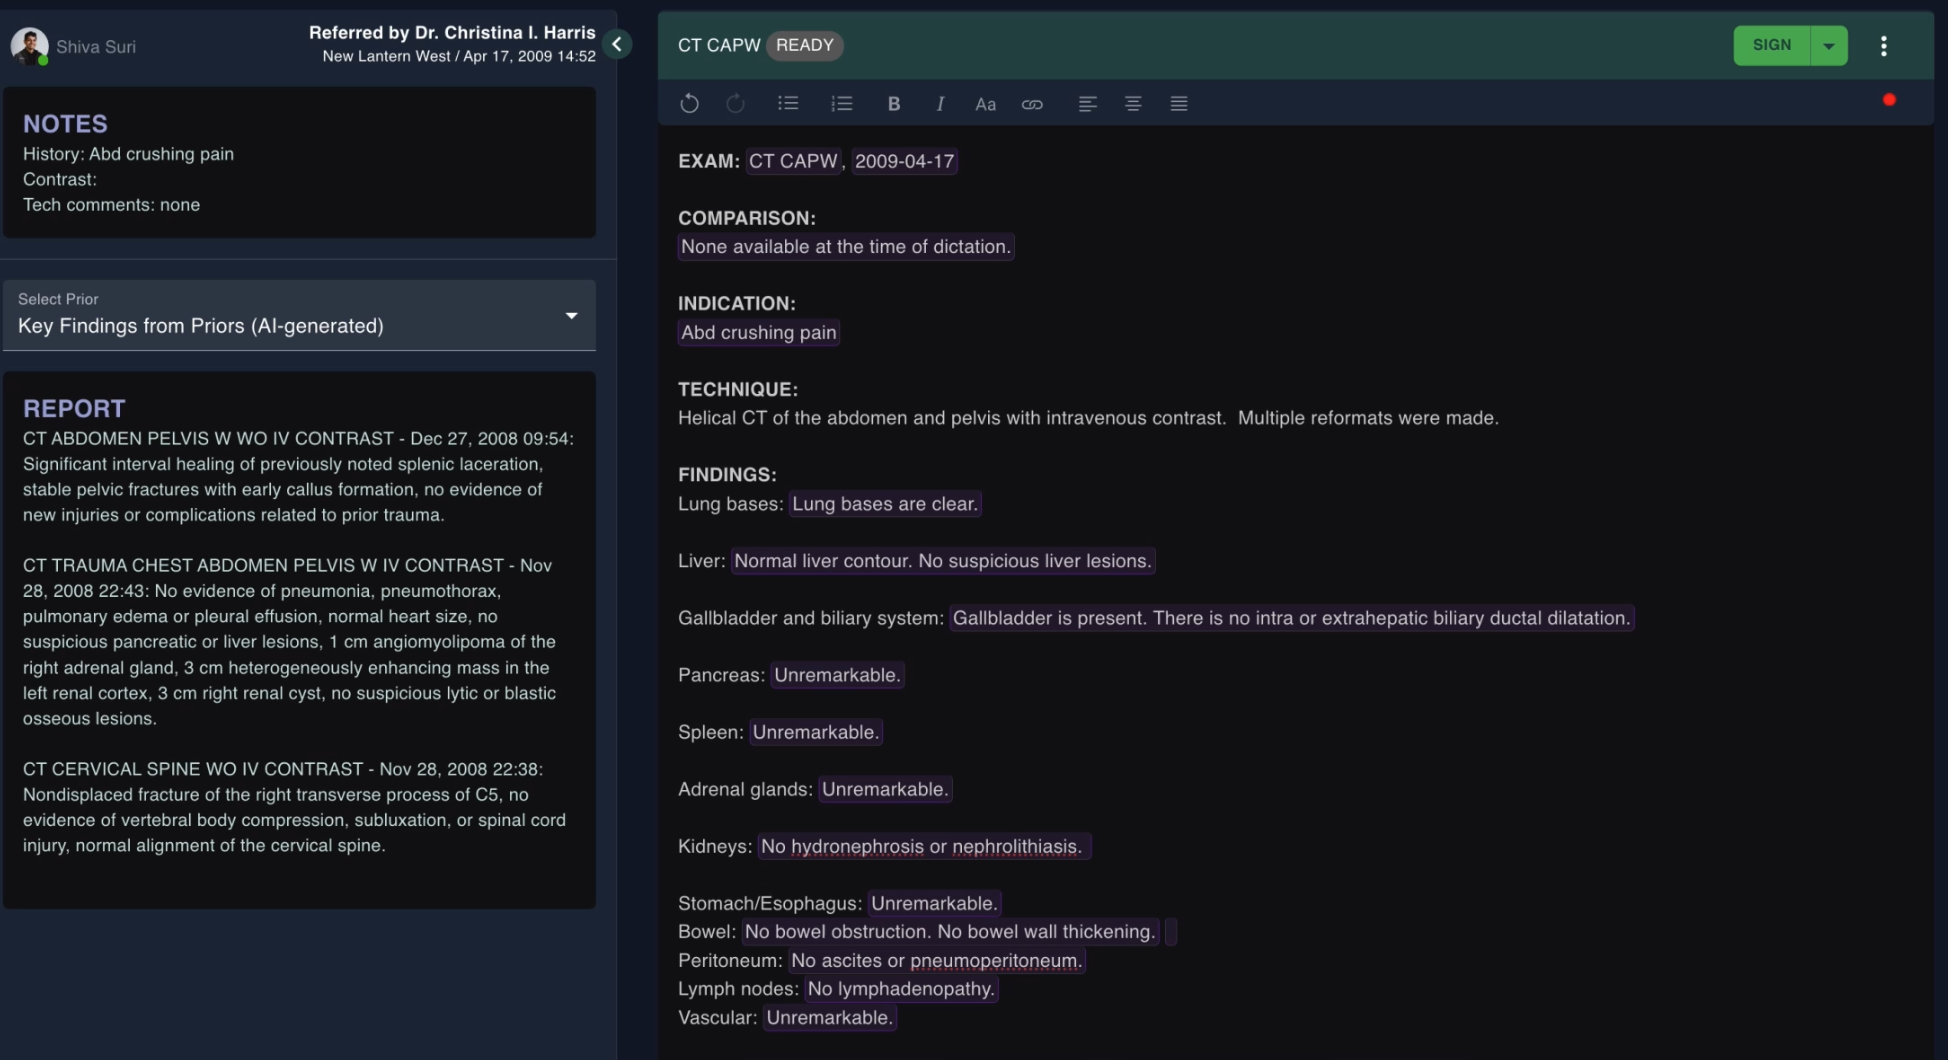 Shiva Suri
Referred by Dr. Christina I. Harris
New Lantern West / Apr 17, 2009 14:52
NOTES
History: Abd crushing pain
Contrast:
Tech comments: none
Select Prior
Key Findings from Priors (AI-generated)
REPORT
CT ABDOMEN PELVIS W WO IV CONTRAST - Dec 27, 2008 09:54:
Significant interval healing of previously noted splenic laceration,
stable pelvic fractures with early callus formation, no evidence of
new injuries or complications related to prior trauma.
CT TRAUMA CHEST ABDOMEN PELVIS W IV CONTRAST - Nov
28, 2008 22:43: No evidence of pneumonia, pneumothorax,
pulmonary edema or pleural effusion, normal heart size, no
suspicious pancreatic or liver lesions, 1 cm angiomyolipoma of the
right adrenal gland, 3 cm heterogeneously enhancing mass in the
left renal cortex, 3 cm right renal cyst, no suspicious lytic or blastic
osseous lesions.
CT CERVICAL SPINE WO IV CONTRAST - Nov 28, 2008 22:38:
Nondisplaced fracture of the right transverse process of C5, no
evidence of vertebral body compression, subluxation, or spinal cord
injury, normal alignment of the cervical spine.
CT CAPW READY
SIGN
B I Aa
EXAM: CT CAPW, 2009-04-17
COMPARISON:
None available at the time of dictation.
INDICATION:
Abd crushing pain
TECHNIQUE:
Helical CT of the abdomen and pelvis with intravenous contrast.  Multiple reformats were made.
FINDINGS:
Lung bases: Lung bases are clear.
Liver: Normal liver contour. No suspicious liver lesions.
Gallbladder and biliary system: Gallbladder is present. There is no intra or extrahepatic biliary ductal dilatation.
Pancreas: Unremarkable.
Spleen: Unremarkable.
Adrenal glands: Unremarkable.
Kidneys: No hydronephrosis or nephrolithiasis.
Stomach/Esophagus: Unremarkable.
Bowel: No bowel obstruction. No bowel wall thickening.
Peritoneum: No ascites or pneumoperitoneum.
Lymph nodes: No lymphadenopathy.
Vascular: Unremarkable.